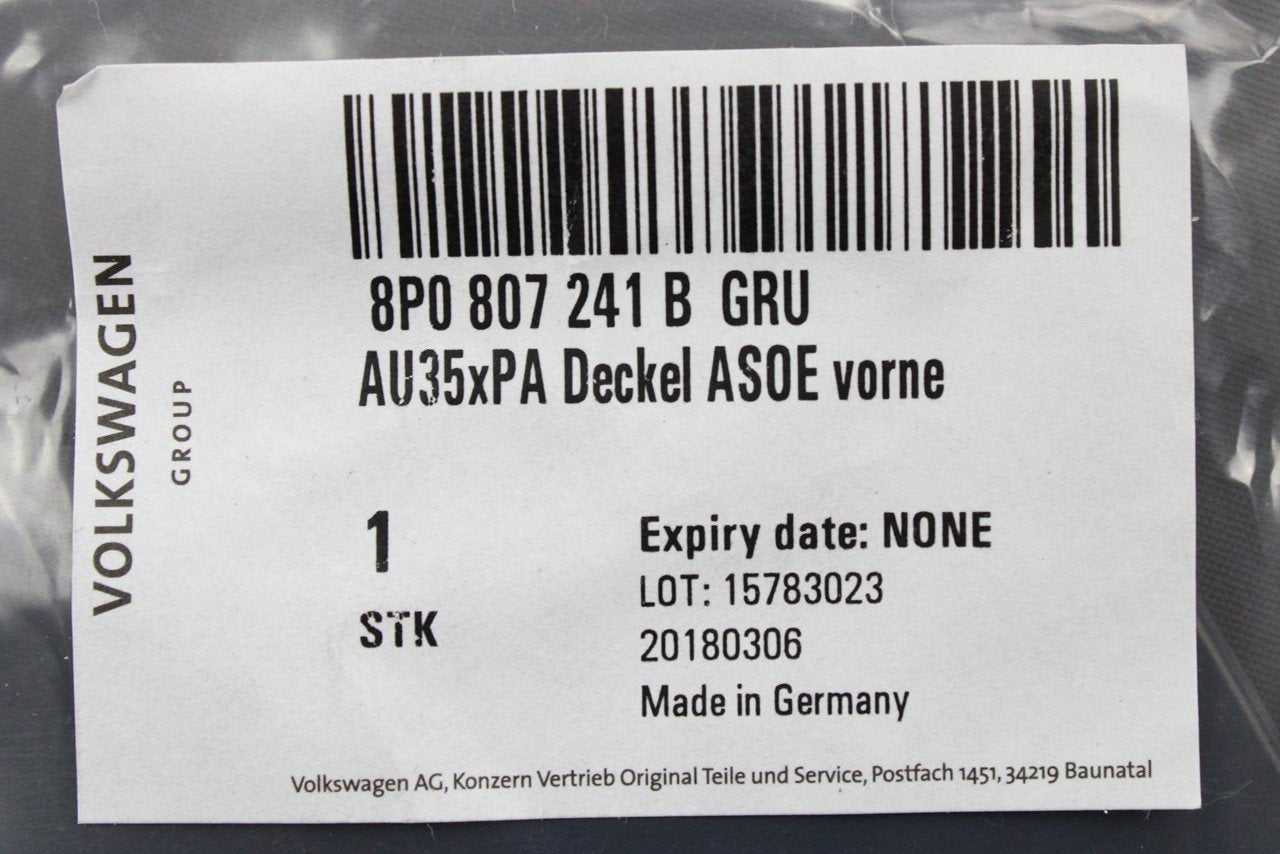 VOLKSWAGEN
GROUP
8P0 807 241 B GRU
AU35xPA Deckel ASOE vorne
1
STK
Expiry date: NONE
LOT: 15783023
20180306
Made in Germany
Volkswagen AG, Konzern Vertrieb Original Teile und Service, Postfach 1451, 34219 Baunatal